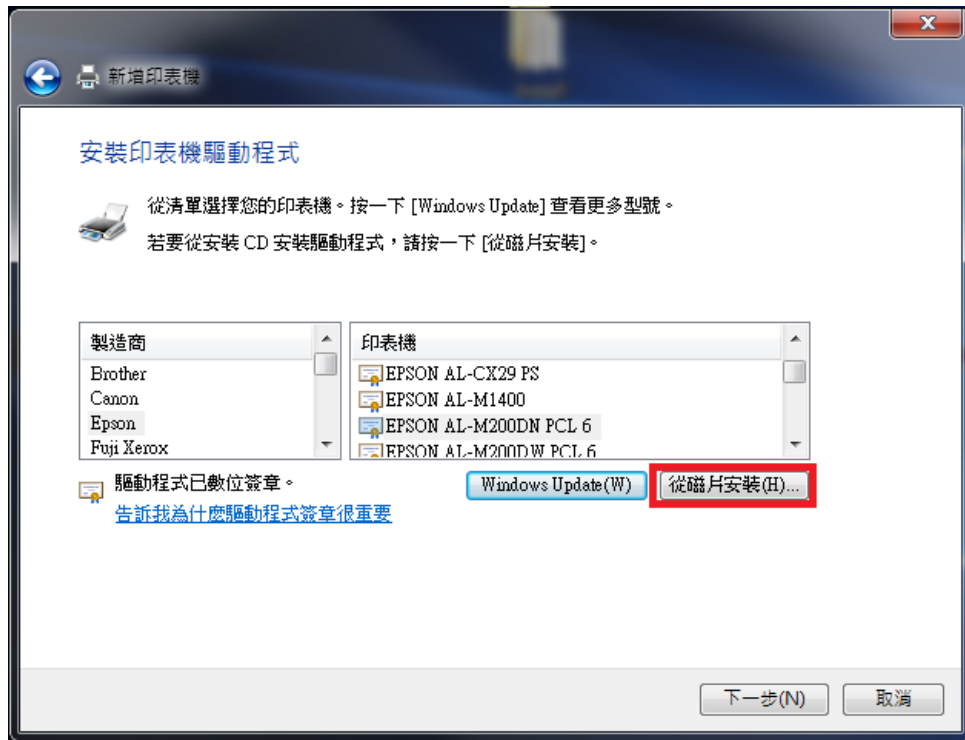 新增印表機
安裝印表機驅動程式
從清單選擇您的印表機。按一下 [Windows Update] 查看更多型號。
若要從安裝 CD 安裝驅動程式，請按一下 [從磁片安裝]。
製造商
Brother
Canon
Epson
Fuji Xerox
印表機
EPSON AL-CX29 PS
EPSON AL-M1400
EPSON AL-M200DN PCL 6
EPSON AL-M200DW PCL 6
驅動程式已數位簽章。
告訴我為什麼驅動程式簽章很重要
Windows Update(W)
從磁片安裝(H)...
下一步(N)
取消